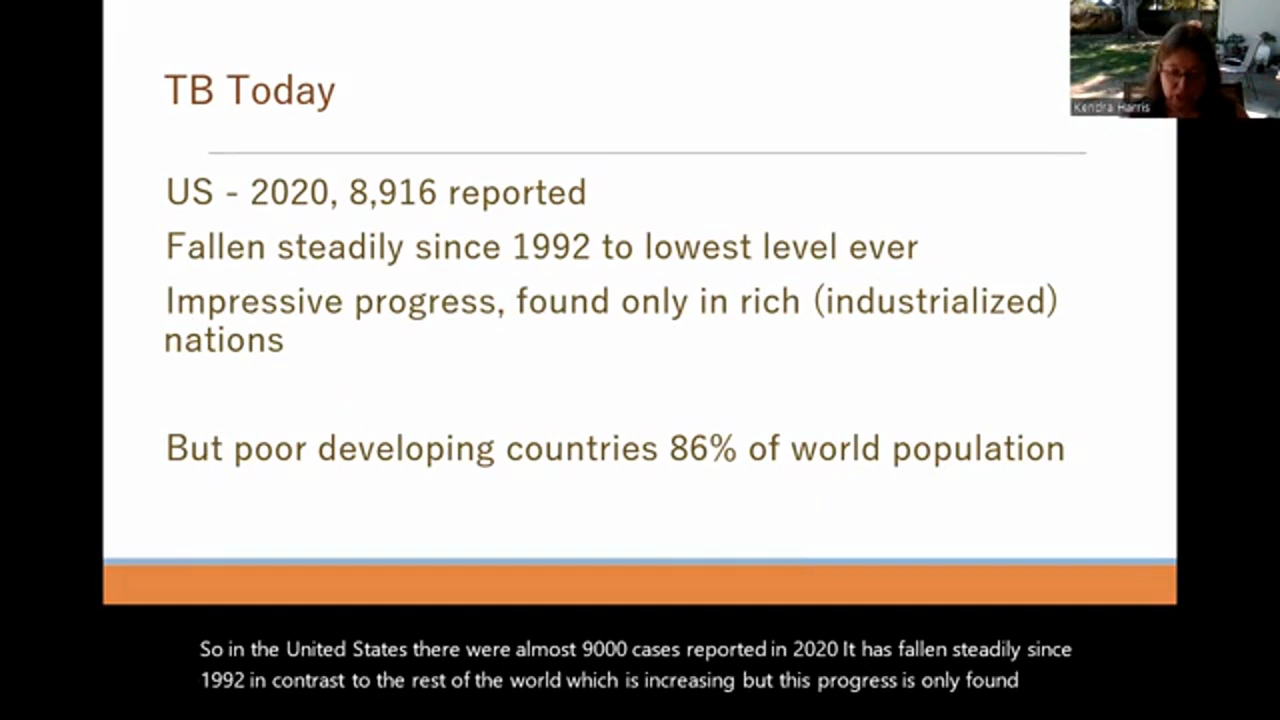 TB Today
Kendra Harris
US - 2020, 8,916 reported
Fallen steadily since 1992 to lowest level ever
Impressive progress, found only in rich (industrialized)
nations
But poor developing countries 86% of world population
So in the United States there were almost 9000 cases reported in 2020 It has fallen steadily since
1992 in contrast to the rest of the world which is increasing but this progress is only found